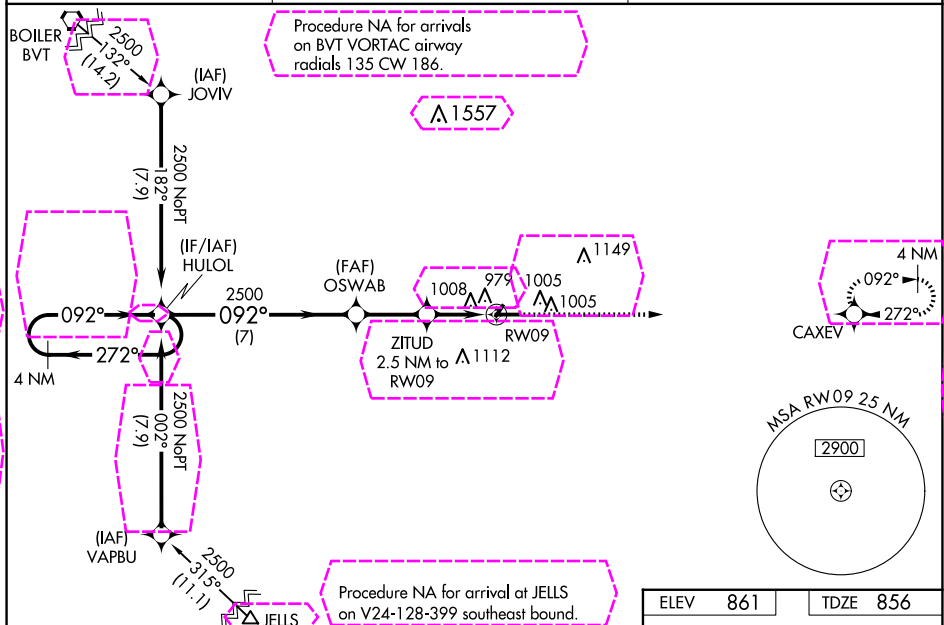 BOILER
BVT
2500
132°
(14.2)
(IAF)
JOVIV
Procedure NA for arrivals
on BVT VORTAC airway
radials 135 CW 186.
1557
2500 NoPT
182°
(7.9)
(IF/IAF)
HULOL
092°
272°
4 NM
2500
092°
(7)
(FAF)
OSWAB
1008
979
1005
1005
1149
RW09
ZITUD
2.5 NM to
RW09
1112
4 NM
092°
272°
CAXEV
2500 NoPT
002°
(7.9)
(IAF)
VAPBU
2500
315°
(11.1)
JELLS
Procedure NA for arrival at JELLS
on V24-128-399 southeast bound.
MSA RW09 25 NM
2900
ELEV 861
TDZE 856